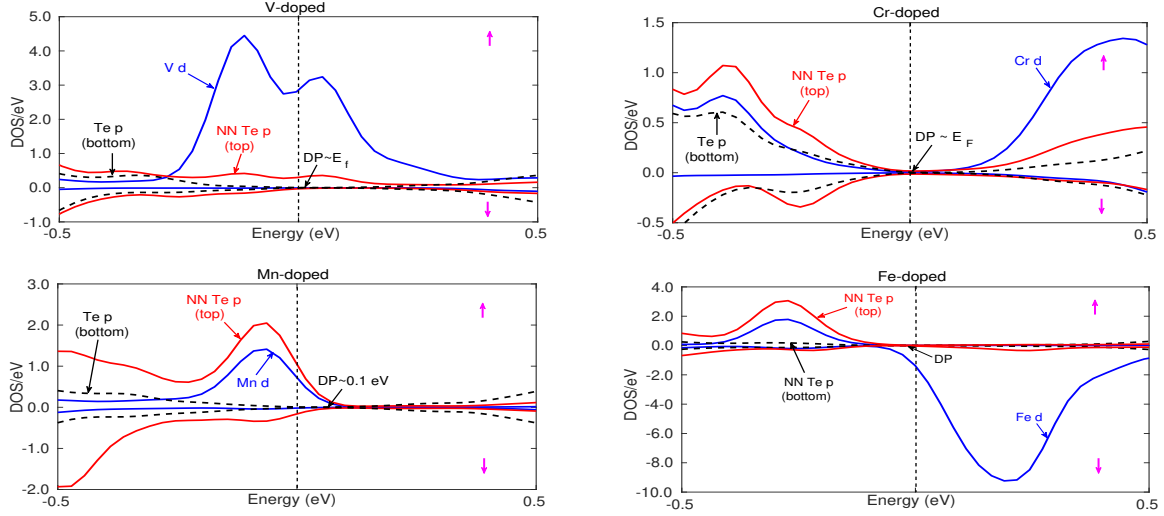 V-doped
5.0
4.0
3.0
2.0
1.0
0.0
-1.0
DOS/eV
V d
Te p
(bottom)
NN Te p
(top)
DP~E f
-0.5
Energy (eV)
0.5
Cr-doped
1.5
1.0
0.5
0.0
-0.5
DOS/eV
NN Te p
(top)
Te p
(bottom)
Cr d
DP ~ E F
-0.5
Energy (eV)
0.5
Mn-doped
3.0
2.0
1.0
0.0
-1.0
-2.0
DOS/eV
Te p
(bottom)
NN Te p
(top)
Mn d
DP~0.1 eV
-0.5
Energy (eV)
0.5
Fe-doped
4.0
2.0
0.0
-2.0
-4.0
-6.0
-8.0
-10.0
DOS/eV
NN Te p
(top)
DP
NN Te p
(bottom)
Fe d
-0.5
Energy (eV)
0.5